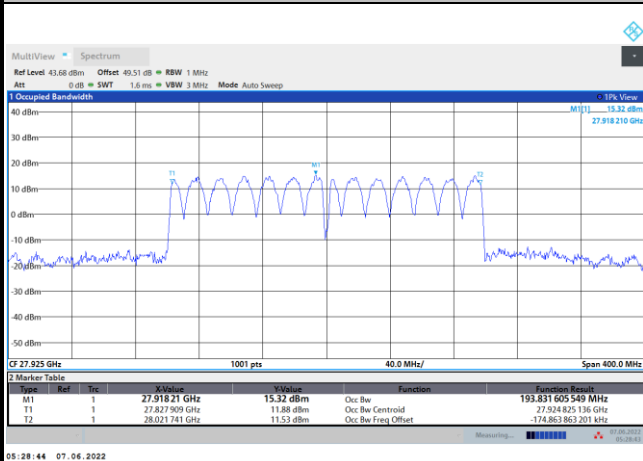 MultiView Spectrum
Ref Level 43.68 dBm Offset 49.51 dB RBW 1 MHz
Att 0 dB SWT 1.6 ms VBW 3 MHz Mode Auto Sweep
1 Occupied Bandwidth 1Pk View
M1[1] 15.32 dBm
27.918 210 GHz
40 dBm
30 dBm
20 dBm
M1
T1
T2
10 dBm
0 dBm
-10 dBm
-20 dBm
-30 dBm
-40 dBm
-50 dBm
CF 27.925 GHz 1001 pts 40.0 MHz/ Span 400.0 MHz
2 Marker Table
Type Ref Trc X-Value Y-Value Function Function Result
M1 1 27.918 21 GHz 15.32 dBm Occ Bw 193.831 605 549 MHz
T1 1 27.827 909 GHz 11.88 dBm Occ Bw Centroid 27.924 825 136 GHz
T2 1 28.021 741 GHz 11.53 dBm Occ Bw Freq Offset -174.863 863 201 kHz
Measuring... 07.06.2022
05:28:43
05:28:44 07.06.2022